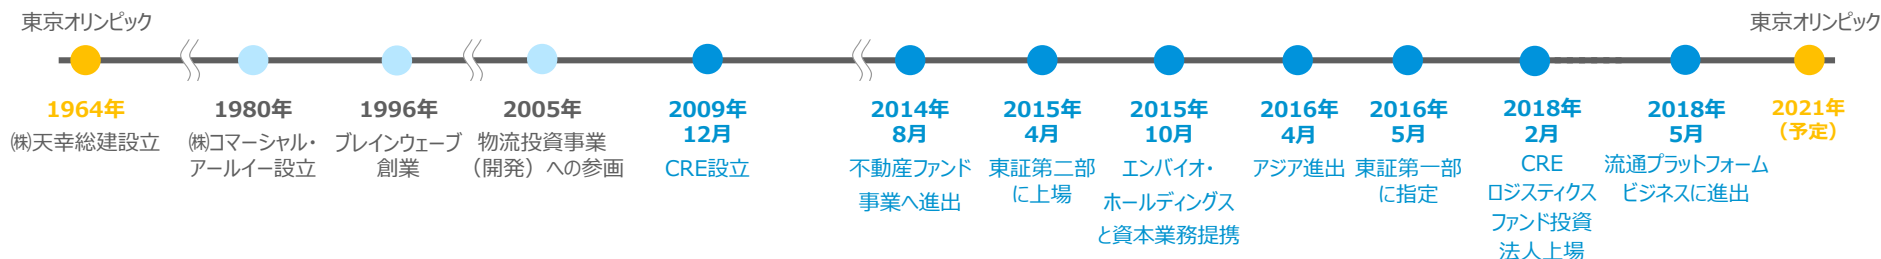 東京オリンピック
東京オリンピック
1964年
㈱天幸総建設立
1980年
㈱コマーシャル・
アールイー設立
1996年
ブレインウェーブ
創業
2005年
物流投資事業
（開発）への参画
2009年
12月
CRE設立
2014年
8月
不動産ファンド
事業へ進出
2015年
4月
東証第二部
に上場
2015年
10月
エンバイオ・
ホールディングス
と資本業務提携
2016年
4月
アジア進出
2016年
5月
東証第一部
に指定
2018年
2月
CRE
ロジスティクス
ファンド投資
法人上場
2018年
5月
流通プラットフォーム
ビジネスに進出
2021年
（予定）